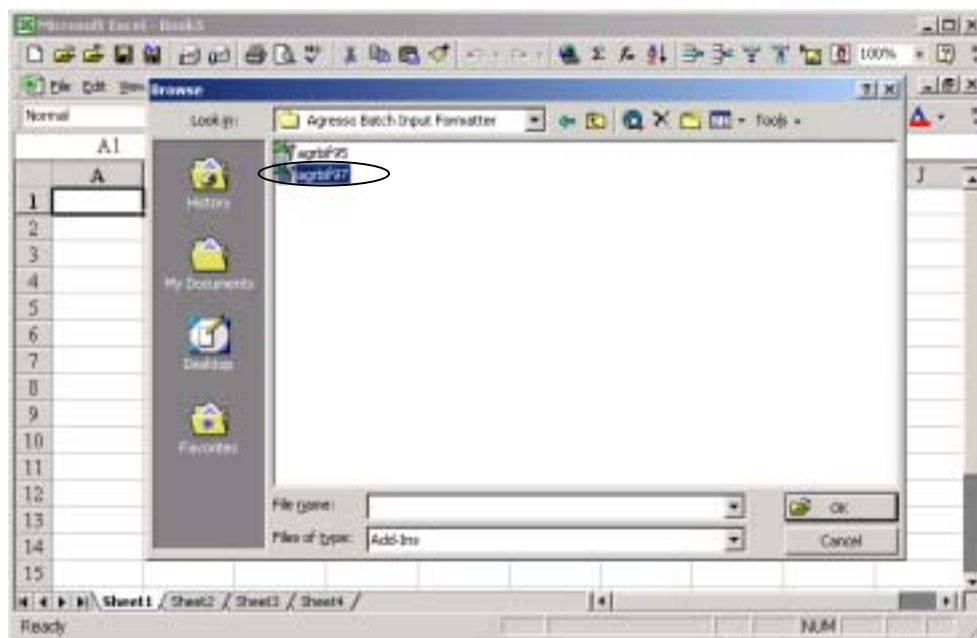 Microsoft Excel - Book5
100%
File Edit View
Browse
Normal
Look in:
Agresso Batch Input Formatter
Tools
A1
agrbif95
agrbif97
A
J
1
2
3
4
5
6
7
8
9
10
11
12
13
14
15
History
My Documents
Desktop
Favorites
File name:
OK
Files of type:
Add-Ins
Cancel
Sheet1 / Sheet2 / Sheet3 / Sheet4 /
Ready
NUM